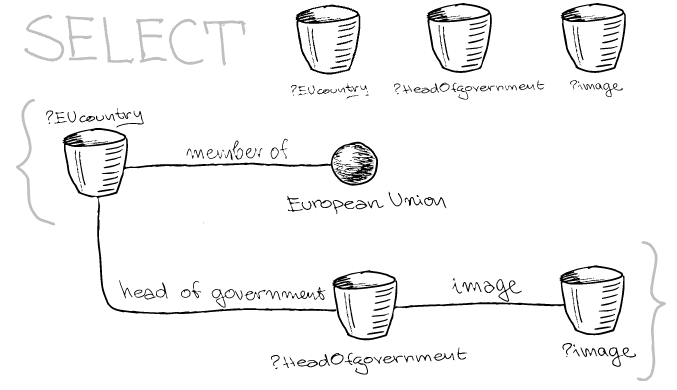 SELECT
?EUcountry ?HeadOfgovernment ?image
{
?EUcountry
member of
European Union
head of government
image
?HeadOfgovernment
?image
}